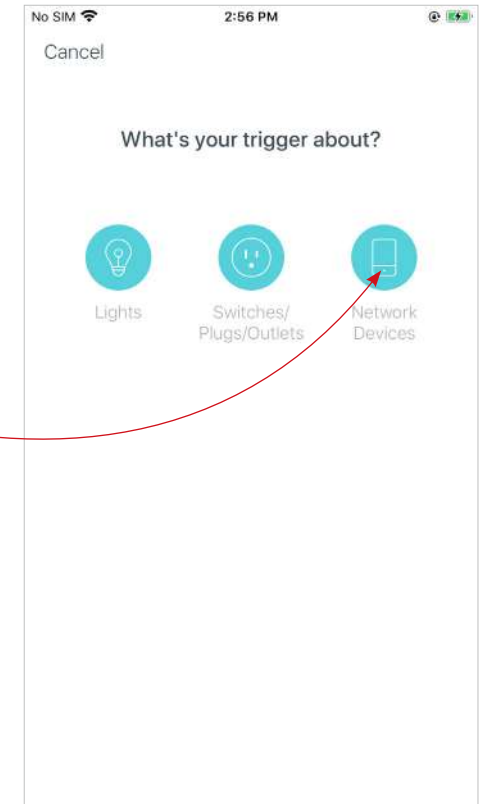 No SIM 2:56 PM
Cancel
What's your trigger about?
Lights
Switches/
Plugs/Outlets
Network
Devices